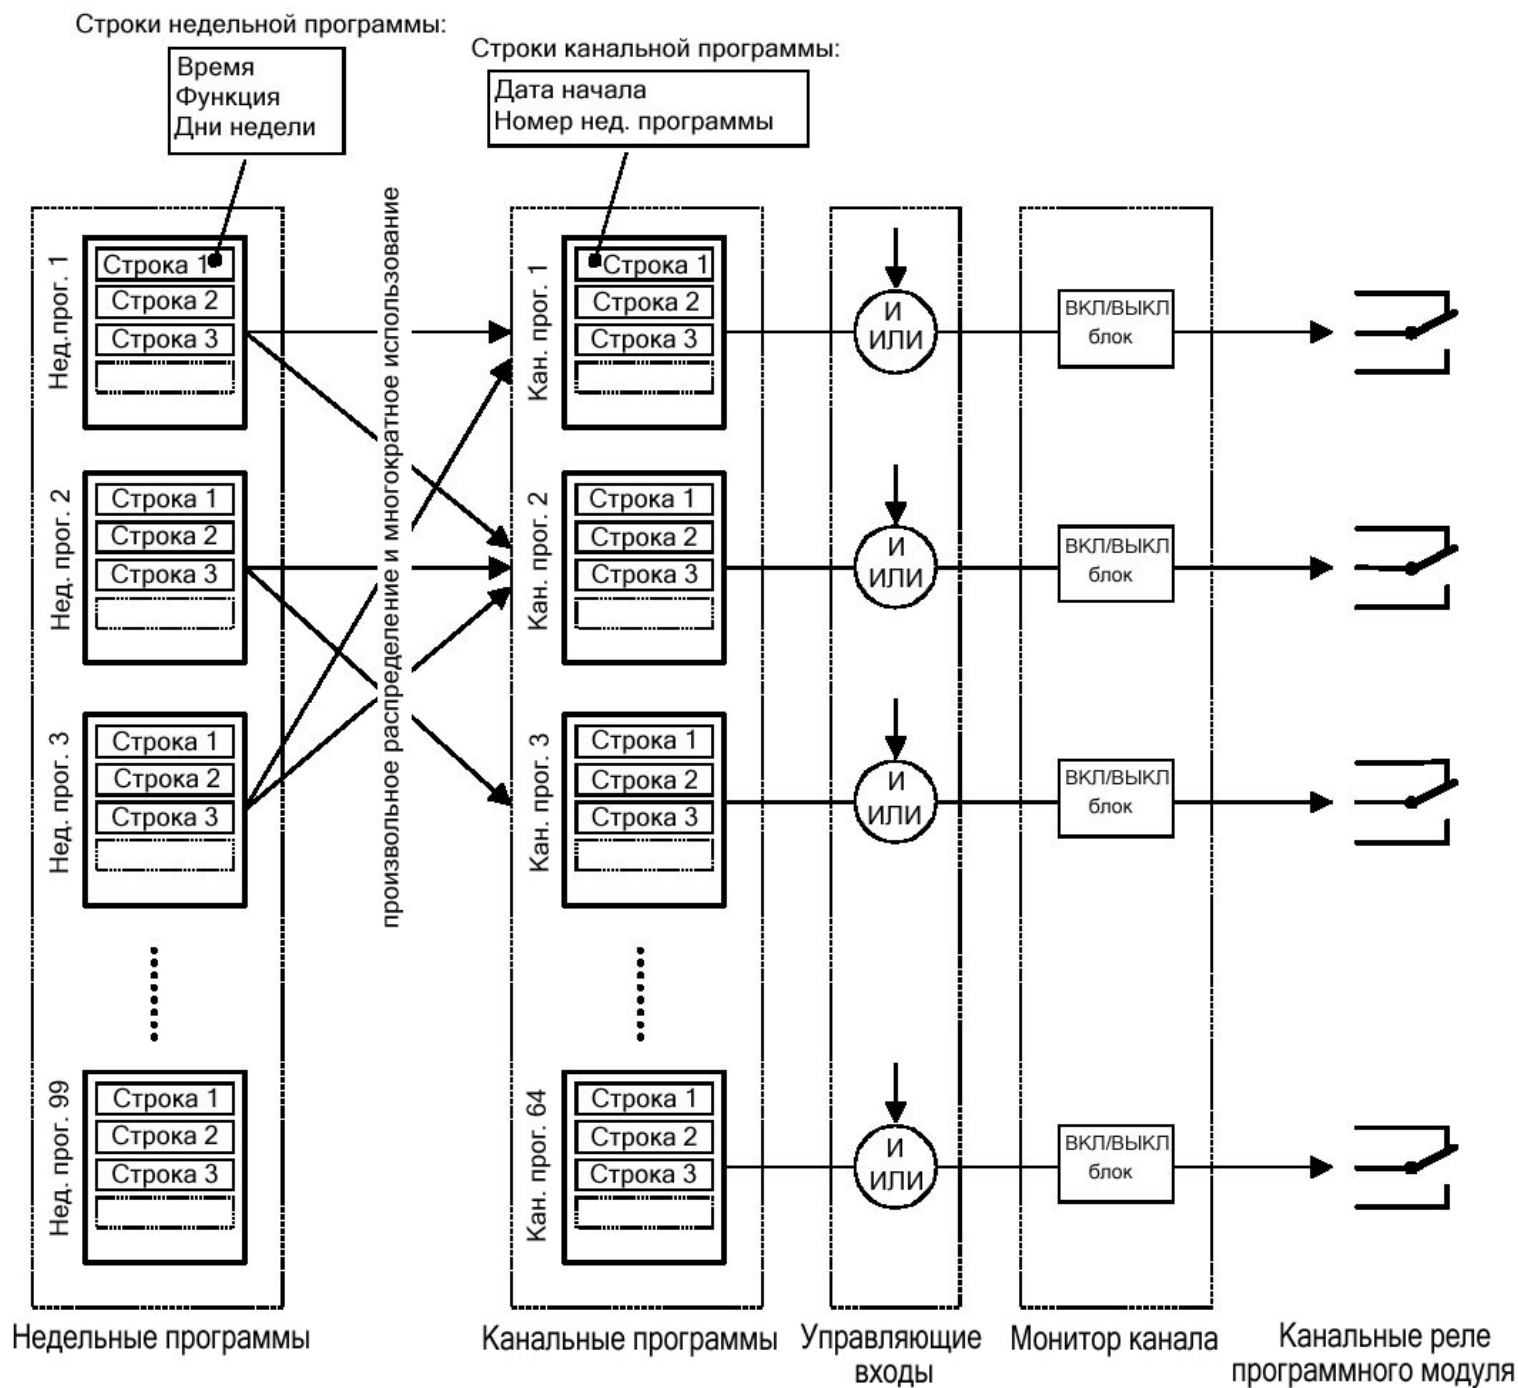 Строки недельной программы:
Время
Функция
Дни недели
Строки канальной программы:
Дата начала
Номер нед. программы
Нед.прог. 1
Строка 1
Строка 2
Строка 3
Нед. прог. 2
Строка 1
Строка 2
Строка 3
Нед. прог. 3
Строка 1
Строка 2
Строка 3
Нед. прог. 99
Строка 1
Строка 2
Строка 3
произвольное распределение и многократное использование
Кан. прог. 1
Строка 1
Строка 2
Строка 3
Кан. прог. 2
Строка 1
Строка 2
Строка 3
Кан. прог. 3
Строка 1
Строка 2
Строка 3
Кан. прог. 64
Строка 1
Строка 2
Строка 3
И
ИЛИ
И
ИЛИ
И
ИЛИ
И
ИЛИ
ВКЛ/ВЫКЛ
блок
ВКЛ/ВЫКЛ
блок
ВКЛ/ВЫКЛ
блок
ВКЛ/ВЫКЛ
блок
Недельные программы
Канальные программы
Управляющие
входы
Монитор канала
Канальные реле
программного модуля